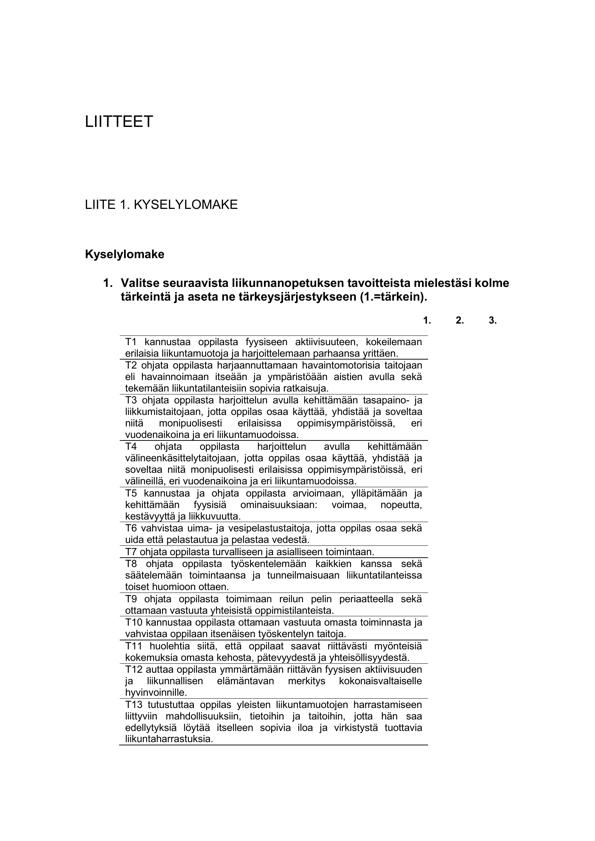 LIITTEET
LIITE 1. KYSELYLOMAKE
Kyselylomake
1. Valitse seuraavista liikunnanopetuksen tavoitteista mielestäsi kolme
tärkeintä ja aseta ne tärkeysjärjestykseen (1.=tärkein).
1. 2. 3.
T1 kannustaa oppilasta fyysiseen aktiivisuuteen, kokeilemaan
erilaisia liikuntamuotoja ja harjoittelemaan parhaansa yrittäen.
T2 ohjata oppilasta harjaannuttamaan havaintomotorisia taitojaan
eli havainnoimaan itseään ja ympäristöään aistien avulla sekä
tekemään liikuntatilanteisiin sopivia ratkaisuja.
T3 ohjata oppilasta harjoittelun avulla kehittämään tasapaino- ja
liikkumistaitojaan, jotta oppilas osaa käyttää, yhdistää ja soveltaa
niitä monipuolisesti erilaisissa oppimisympäristöissä, eri
vuodenaikoina ja eri liikuntamuodoissa.
T4 ohjata oppilasta harjoittelun avulla kehittämään
välineenkäsittelytaitojaan, jotta oppilas osaa käyttää, yhdistää ja
soveltaa niitä monipuolisesti erilaisissa oppimisympäristöissä, eri
välineillä, eri vuodenaikoina ja eri liikuntamuodoissa.
T5 kannustaa ja ohjata oppilasta arvioimaan, ylläpitämään ja
kehittämään fyysisiä ominaisuuksiaan: voimaa, nopeutta,
kestävyyttä ja liikkuvuutta.
T6 vahvistaa uima- ja vesipelastustaitoja, jotta oppilas osaa sekä
uida että pelastautua ja pelastaa vedestä.
T7 ohjata oppilasta turvalliseen ja asialliseen toimintaan.
T8 ohjata oppilasta työskentelemään kaikkien kanssa sekä
säätelemään toimintaansa ja tunneilmaisuaan liikuntatilanteissa
toiset huomioon ottaen.
T9 ohjata oppilasta toimimaan reilun pelin periaatteella sekä
ottamaan vastuuta yhteisistä oppimistilanteista.
T10 kannustaa oppilasta ottamaan vastuuta omasta toiminnasta ja
vahvistaa oppilaan itsenäisen työskentelyn taitoja.
T11 huolehtia siitä, että oppilaat saavat riittävästi myönteisiä
kokemuksia omasta kehosta, pätevyydestä ja yhteisöllisyydestä.
T12 auttaa oppilasta ymmärtämään riittävän fyysisen aktiivisuuden
ja liikunnallisen elämäntavan merkitys kokonaisvaltaiselle
hyvinvoinnille.
T13 tutustuttaa oppilas yleisten liikuntamuotojen harrastamiseen
liittyviin mahdollisuuksiin, tietoihin ja taitoihin, jotta hän saa
edellytyksiä löytää itselleen sopivia iloa ja virkistystä tuottavia
liikuntaharrastuksia.